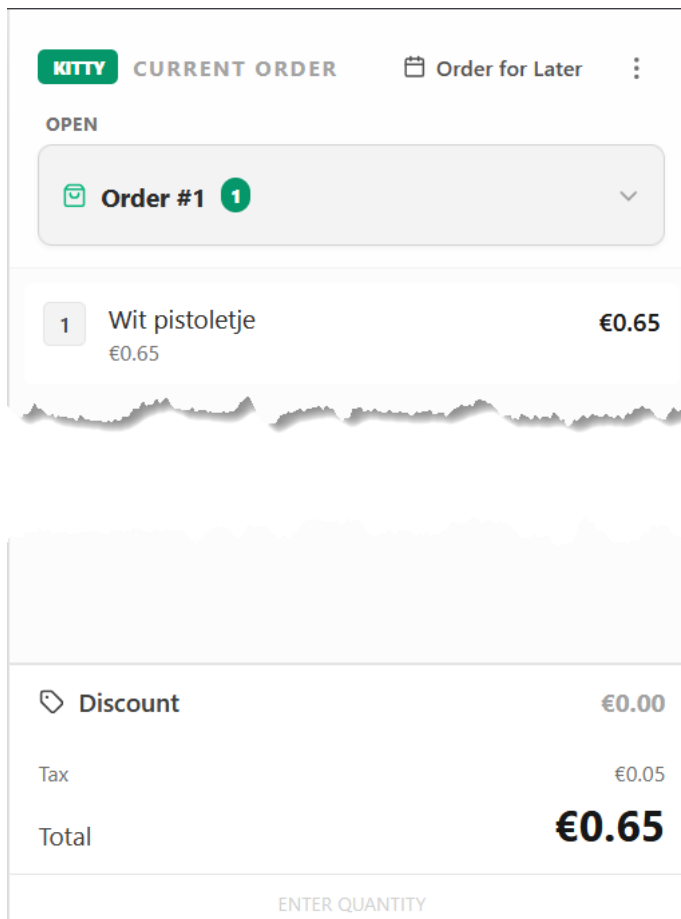 KITTY CURRENT ORDER Order for Later
OPEN
Order #1 1
1 Wit pistoletje €0.65
€0.65
Discount €0.00
Tax €0.05
Total €0.65
ENTER QUANTITY